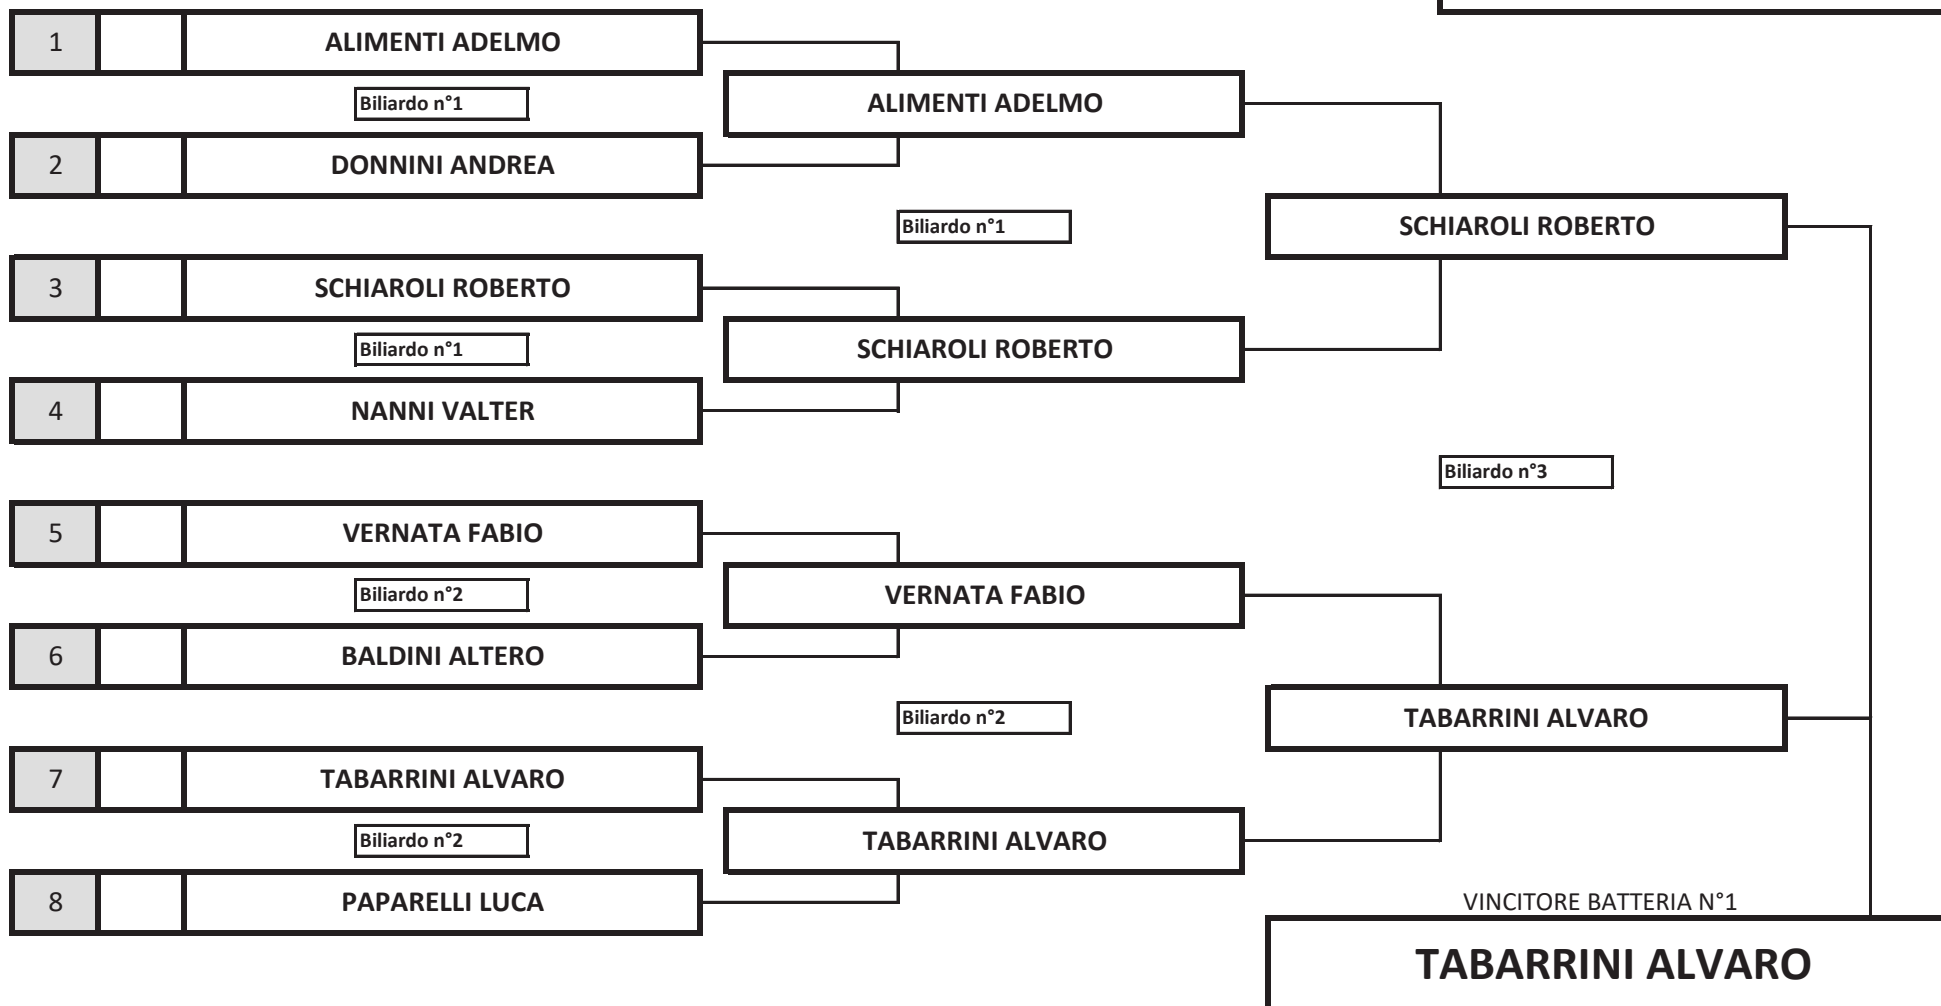 1 ALIMENTI ADELMO
Biliardo n°1
ALIMENTI ADELMO
2 DONNINI ANDREA
Biliardo n°1
SCHIAROLI ROBERTO
3 SCHIAROLI ROBERTO
Biliardo n°1
SCHIAROLI ROBERTO
4 NANNI VALTER
Biliardo n°3
5 VERNATA FABIO
Biliardo n°2
VERNATA FABIO
6 BALDINI ALTERO
Biliardo n°2
TABARRINI ALVARO
7 TABARRINI ALVARO
Biliardo n°2
TABARRINI ALVARO
8 PAPARELLI LUCA
VINCITORE BATTERIA N°1
TABARRINI ALVARO